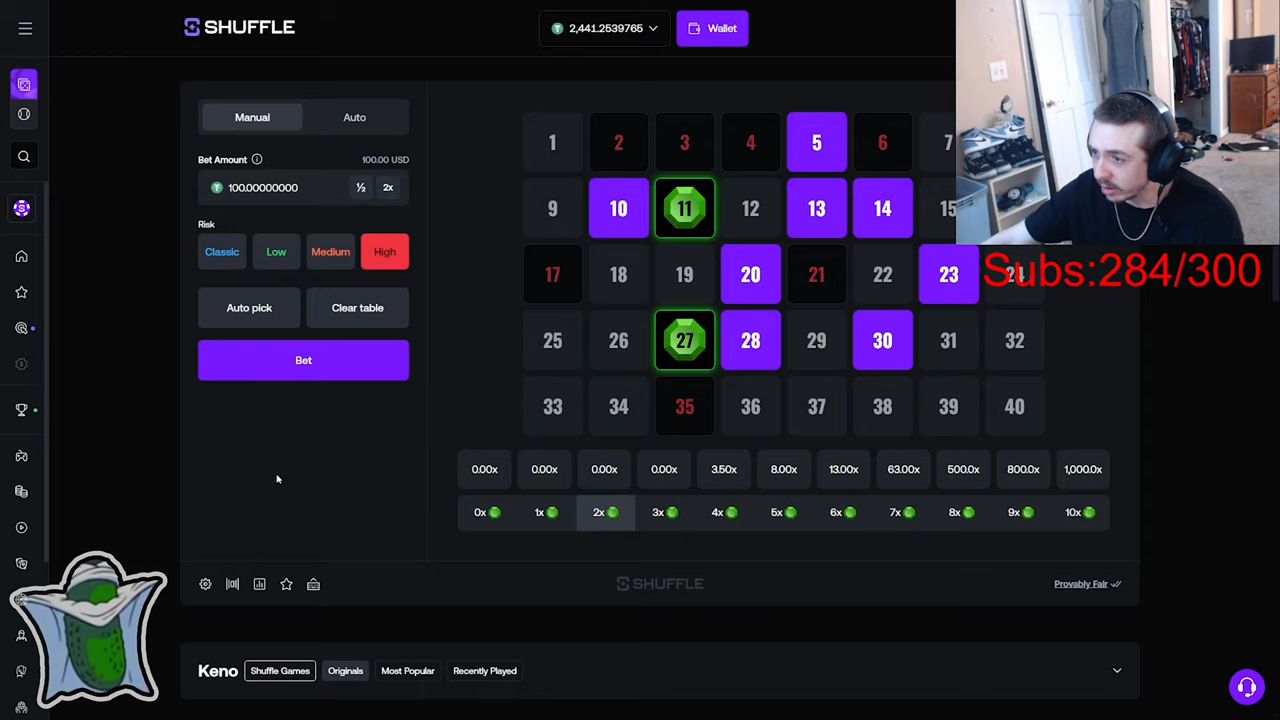 SHUFFLE
2,441.2539765
Wallet
Manual
Auto
Bet Amount
100.00 USD
100.00000000
½
2x
Risk
Classic
Low
Medium
High
Auto pick
Clear table
Bet
1 2 3 4 5 6 7
9 10 11 12 13 14 15
17 18 19 20 21 22 23 24
25 26 27 28 29 30 31 32
33 34 35 36 37 38 39 40
Subs:284/300
0.00x 0.00x 0.00x 0.00x 3.50x 8.00x 13.00x 63.00x 500.0x 800.0x 1,000.0x
0x 1x 2x 3x 4x 5x 6x 7x 8x 9x 10x
SHUFFLE
Provably Fair
Keno
Shuffle Games
Originals
Most Popular
Recently Played